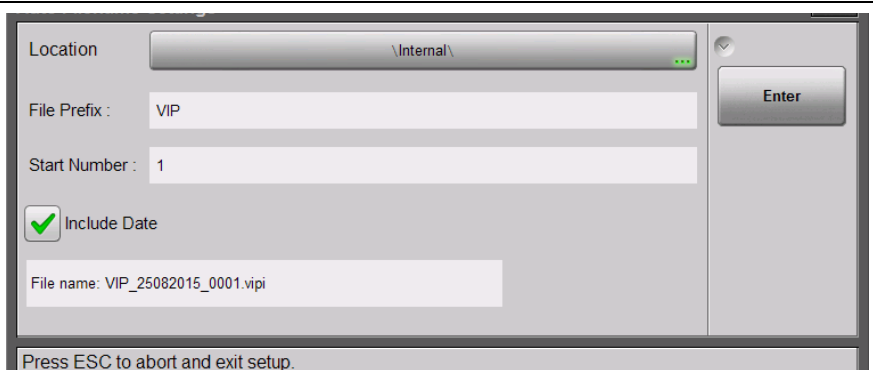 Location
\Internal\
...
Enter
File Prefix :
VIP
Start Number :
1
Include Date
File name: VIP_25082015_0001.vipi
Press ESC to abort and exit setup.